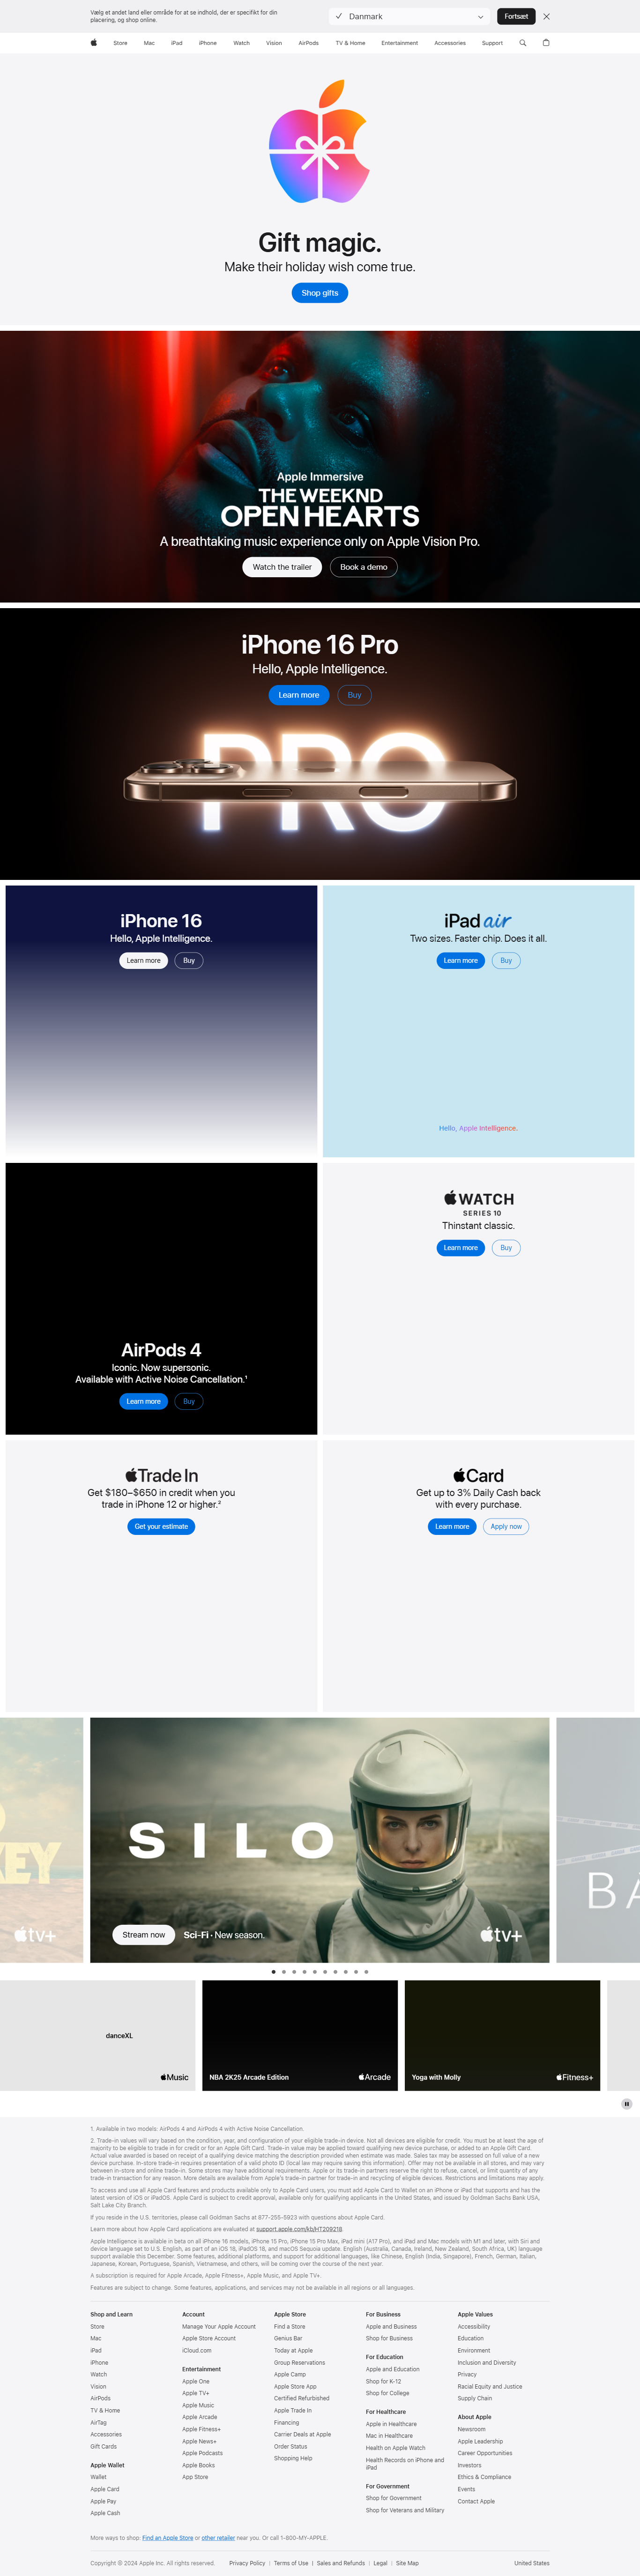 Vælg et andet land eller område for at se indhold, der er specifikt for din
placering, og shop online.
Danmark
Fortsæt
Store Mac iPad iPhone Watch Vision AirPods TV & Home Entertainment Accessories Support
Gift magic.
Make their holiday wish come true.
Shop gifts
Apple Immersive
THE WEEKND
OPEN HEARTS
A breathtaking music experience only on Apple Vision Pro.
Watch the trailer Book a demo
iPhone 16 Pro
Hello, Apple Intelligence.
Learn more Buy
PRO
iPhone 16
Hello, Apple Intelligence.
Learn more Buy
iPad air
Two sizes. Faster chip. Does it all.
Learn more Buy
Hello, Apple Intelligence.
AirPods 4
Iconic. Now supersonic.
Available with Active Noise Cancellation.¹
Learn more Buy
WATCH
SERIES 10
Thinstant classic.
Learn more Buy
Trade In
Get $180–$650 in credit when you
trade in iPhone 12 or higher.²
Get your estimate
Card
Get up to 3% Daily Cash back
with every purchase.
Learn more Apply now
tv+
SILO
Stream now Sci-Fi · New season.
tv+
BA
danceXL
Music
NBA 2K25 Arcade Edition
Arcade
Yoga with Molly
Fitness+
1. Available in two models: AirPods 4 and AirPods 4 with Active Noise Cancellation.
2. Trade-in values will vary based on the condition, year, and configuration of your eligible trade-in device. Not all devices are eligible for credit. You must be at least the age of
majority to be eligible to trade in for credit or for an Apple Gift Card. Trade-in value may be applied toward qualifying new device purchase, or added to an Apple Gift Card.
Actual value awarded is based on receipt of a qualifying device matching the description provided when estimate was made. Sales tax may be assessed on full value of a new
device purchase. In-store trade-in requires presentation of a valid photo ID (local law may require saving this information). Offer may not be available in all stores, and may vary
between in-store and online trade-in. Some stores may have additional requirements. Apple or its trade-in partners reserve the right to refuse, cancel, or limit quantity of any
trade-in transaction for any reason. More details are available from Apple's trade-in partner for trade-in and recycling of eligible devices. Restrictions and limitations may apply.
To access and use all Apple Card features and products available only to Apple Card users, you must add Apple Card to Wallet on an iPhone or iPad that supports and has the
latest version of iOS or iPadOS. Apple Card is subject to credit approval, available only for qualifying applicants in the United States, and issued by Goldman Sachs Bank USA,
Salt Lake City Branch.
If you reside in the U.S. territories, please call Goldman Sachs at 877-255-5923 with questions about Apple Card.
Learn more about how Apple Card applications are evaluated at support.apple.com/kb/HT209218.
Apple Intelligence is available in beta on all iPhone 16 models, iPhone 15 Pro, iPhone 15 Pro Max, iPad mini (A17 Pro), and iPad and Mac models with M1 and later, with Siri and
device language set to U.S. English, as part of an iOS 18, iPadOS 18, and macOS Sequoia update. English (Australia, Canada, Ireland, New Zealand, South Africa, UK) language
support available this December. Some features, additional platforms, and support for additional languages, like Chinese, English (India, Singapore), French, German, Italian,
Japanese, Korean, Portuguese, Spanish, Vietnamese, and others, will be coming over the course of the next year.
A subscription is required for Apple Arcade, Apple Fitness+, Apple Music, and Apple TV+.
Features are subject to change. Some features, applications, and services may not be available in all regions or all languages.
Shop and Learn
Store
Mac
iPad
iPhone
Watch
Vision
AirPods
TV & Home
AirTag
Accessories
Gift Cards
Apple Wallet
Wallet
Apple Card
Apple Pay
Apple Cash
Account
Manage Your Apple Account
Apple Store Account
iCloud.com
Entertainment
Apple One
Apple TV+
Apple Music
Apple Arcade
Apple Fitness+
Apple News+
Apple Podcasts
Apple Books
App Store
Apple Store
Find a Store
Genius Bar
Today at Apple
Group Reservations
Apple Camp
Apple Store App
Certified Refurbished
Apple Trade In
Financing
Carrier Deals at Apple
Order Status
Shopping Help
For Business
Apple and Business
Shop for Business
For Education
Apple and Education
Shop for K-12
Shop for College
For Healthcare
Apple in Healthcare
Mac in Healthcare
Health on Apple Watch
Health Records on iPhone and
iPad
For Government
Shop for Government
Shop for Veterans and Military
Apple Values
Accessibility
Education
Environment
Inclusion and Diversity
Privacy
Racial Equity and Justice
Supply Chain
About Apple
Newsroom
Apple Leadership
Career Opportunities
Investors
Ethics & Compliance
Events
Contact Apple
More ways to shop: Find an Apple Store or other retailer near you. Or call 1-800-MY-APPLE.
Copyright © 2024 Apple Inc. All rights reserved. Privacy Policy | Terms of Use | Sales and Refunds | Legal | Site Map United States